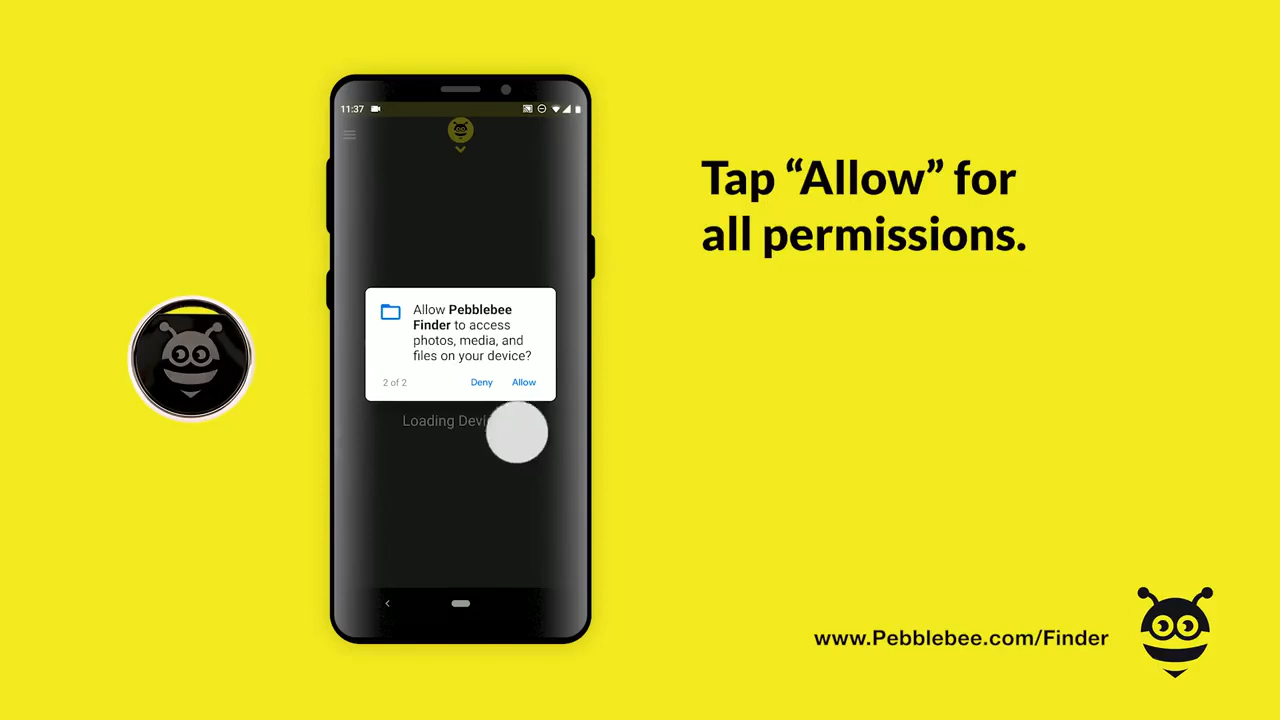 11:37
Tap “Allow” for
all permissions.
Allow Pebblebee
Finder to access
photos, media, and
files on your device?
2 of 2
Deny
Allow
Loading Devi
www.Pebblebee.com/Finder